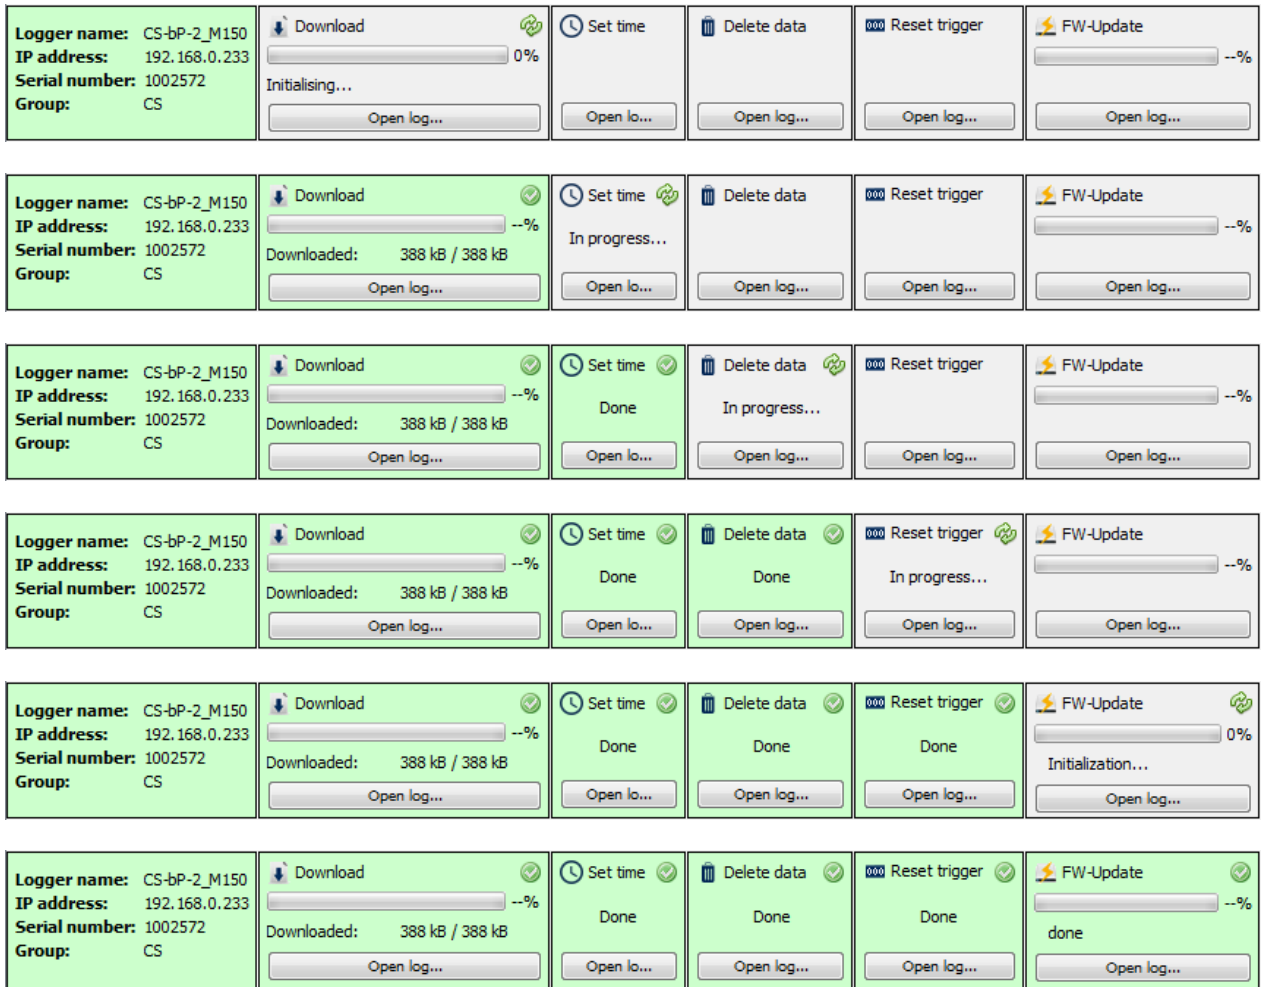 Logger name: CS-bP-2_M150
IP address: 192.168.0.233
Serial number: 1002572
Group: CS
Download
0%
Initialising...
Open log...
Set time
Open lo...
Delete data
Open log...
Reset trigger
Open log...
FW-Update
--%
Open log...
Logger name: CS-bP-2_M150
IP address: 192.168.0.233
Serial number: 1002572
Group: CS
Download
--%
Downloaded: 388 kB / 388 kB
Open log...
Set time
In progress...
Open lo...
Delete data
Open log...
Reset trigger
Open log...
FW-Update
--%
Open log...
Logger name: CS-bP-2_M150
IP address: 192.168.0.233
Serial number: 1002572
Group: CS
Download
--%
Downloaded: 388 kB / 388 kB
Open log...
Set time
Done
Open lo...
Delete data
In progress...
Open log...
Reset trigger
Open log...
FW-Update
--%
Open log...
Logger name: CS-bP-2_M150
IP address: 192.168.0.233
Serial number: 1002572
Group: CS
Download
--%
Downloaded: 388 kB / 388 kB
Open log...
Set time
Done
Open lo...
Delete data
Done
Open log...
Reset trigger
In progress...
Open log...
FW-Update
--%
Open log...
Logger name: CS-bP-2_M150
IP address: 192.168.0.233
Serial number: 1002572
Group: CS
Download
--%
Downloaded: 388 kB / 388 kB
Open log...
Set time
Done
Open lo...
Delete data
Done
Open log...
Reset trigger
Done
Open log...
FW-Update
0%
Initialization...
Open log...
Logger name: CS-bP-2_M150
IP address: 192.168.0.233
Serial number: 1002572
Group: CS
Download
--%
Downloaded: 388 kB / 388 kB
Open log...
Set time
Done
Open lo...
Delete data
Done
Open log...
Reset trigger
Done
Open log...
FW-Update
--%
done
Open log...